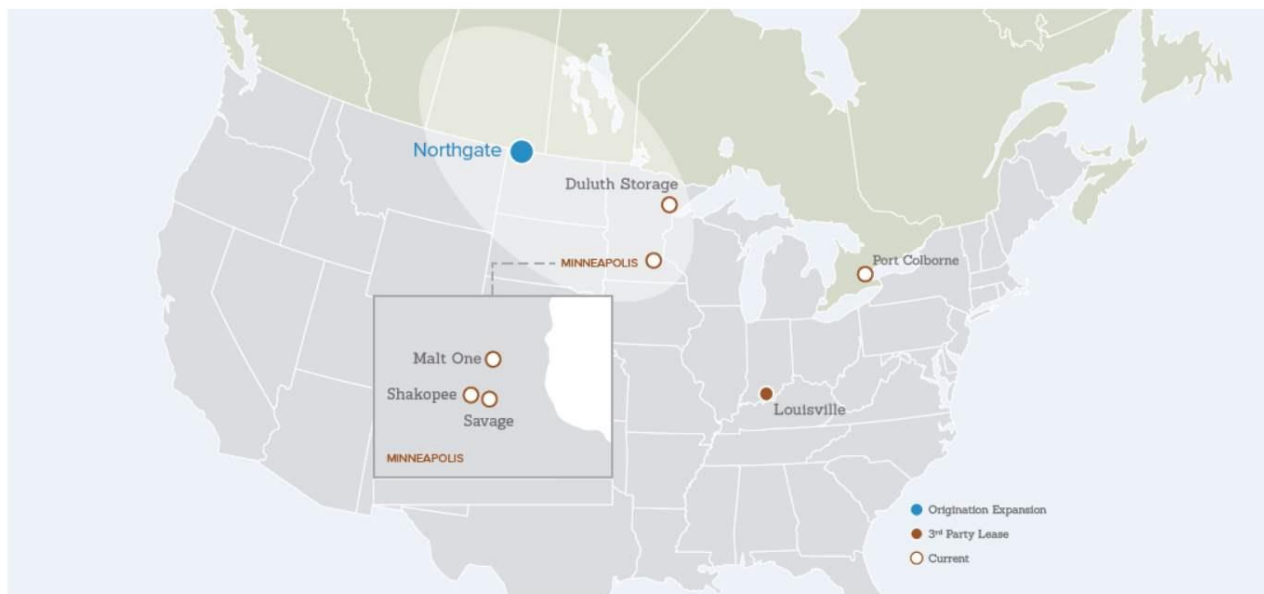 Northgate
Duluth Storage
MINNEAPOLIS
Port Colborne
Malt One
Shakopee
Savage
MINNEAPOLIS
Louisville
Origination Expansion
3rd Party Lease
Current